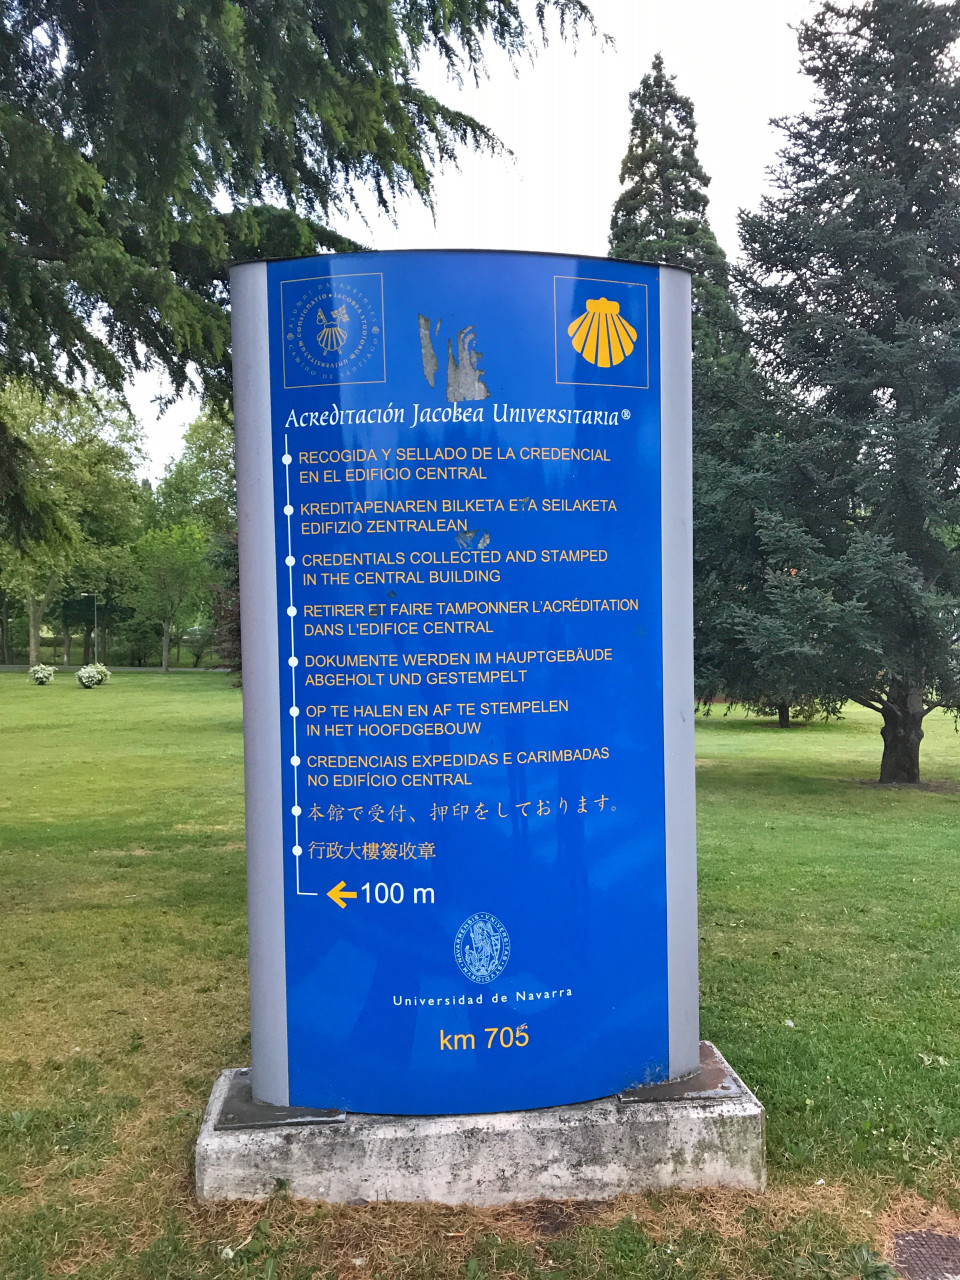 Acreditación Jacobea Universitaria®
RECOGIDA Y SELLADO DE LA CREDENCIAL
EN EL EDIFICIO CENTRAL
KREDITAPENAREN BILKETA ETA SEILAKETA
EDIFIZIO ZENTRALEAN
CREDENTIALS COLLECTED AND STAMPED
IN THE CENTRAL BUILDING
RETIRER ET FAIRE TAMPONNER L'ACRÉDITATION
DANS L'EDIFICE CENTRAL
DOKUMENTE WERDEN IM HAUPTGEBÄUDE
ABGEHOLT UND GESTEMPELT
OP TE HALEN EN AF TE STEMPELEN
IN HET HOOFDGEBOUW
CREDENCIAIS EXPEDIDAS E CARIMBADAS
NO EDIFÍCIO CENTRAL
本館で受付、押印をしております。
行政大樓簽收章
100 m
Universidad de Navarra
km 705